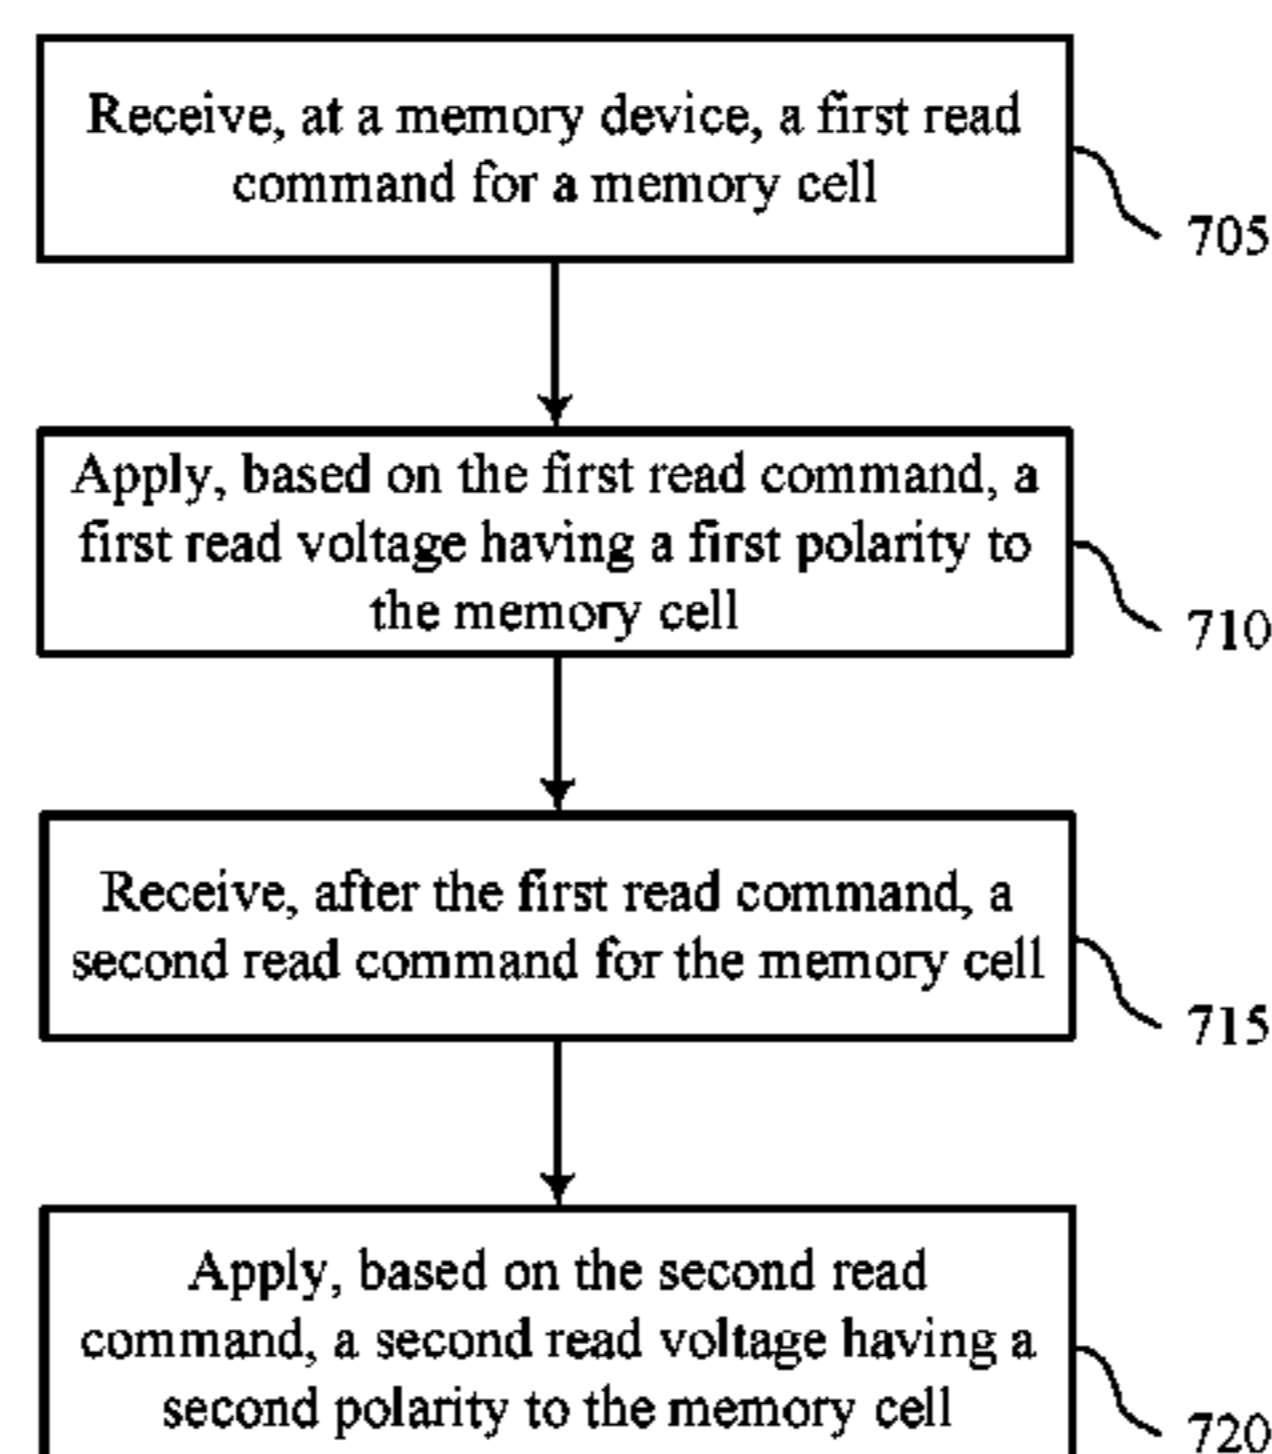 Receive, at a memory device, a first read
command for a memory cell
705
Apply, based on the first read command, a
first read voltage having a first polarity to
the memory cell
710
Receive, after the first read command, a
second read command for the memory cell
715
Apply, based on the second read
command, a second read voltage having a
second polarity to the memory cell
720